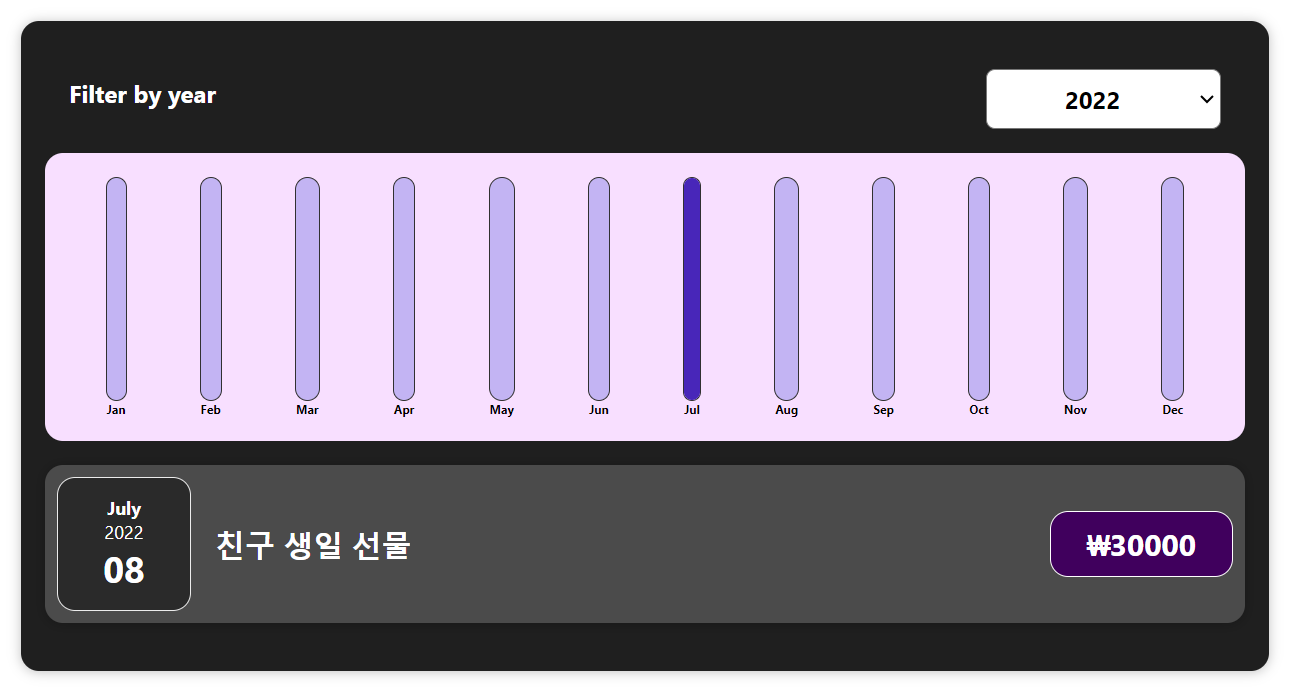 Filter by year
2022
Jan Feb Mar Apr May Jun Jul Aug Sep Oct Nov Dec
July
2022
08
친구 생일 선물
₩30000